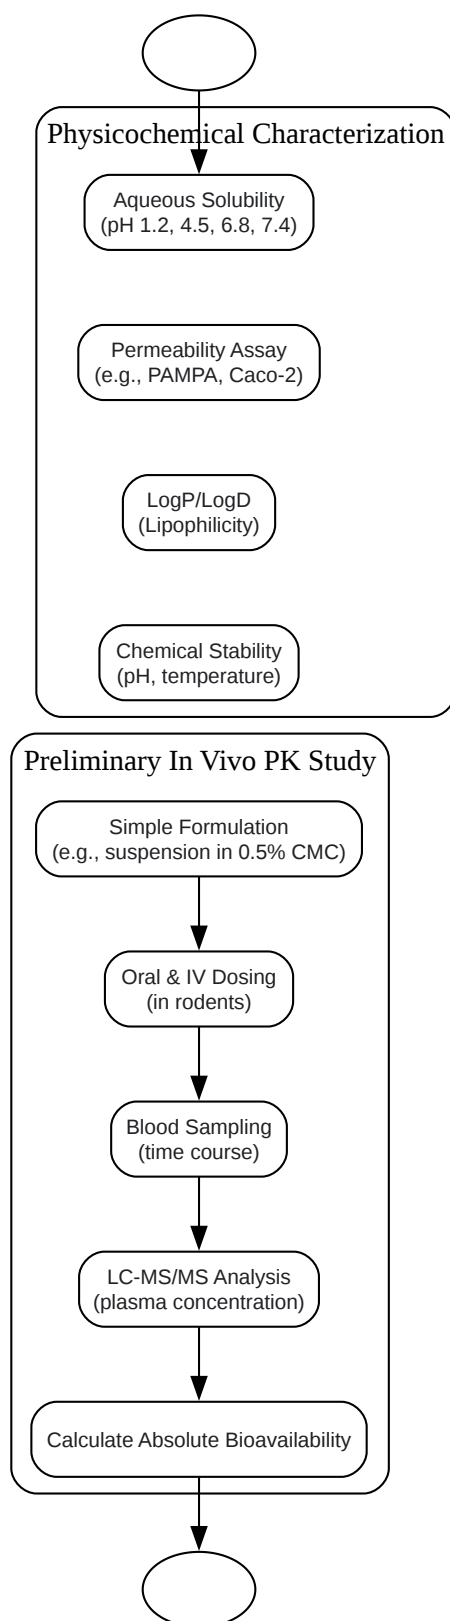 Physicochemical Characterization
Aqueous Solubility
(pH 1.2, 4.5, 6.8, 7.4)
Permeability Assay
(e.g., PAMPA, Caco-2)
LogP/LogD
(Lipophilicity)
Chemical Stability
(pH, temperature)
Preliminary In Vivo PK Study
Simple Formulation
(e.g., suspension in 0.5% CMC)
Oral & IV Dosing
(in rodents)
Blood Sampling
(time course)
LC-MS/MS Analysis
(plasma concentration)
Calculate Absolute Bioavailability